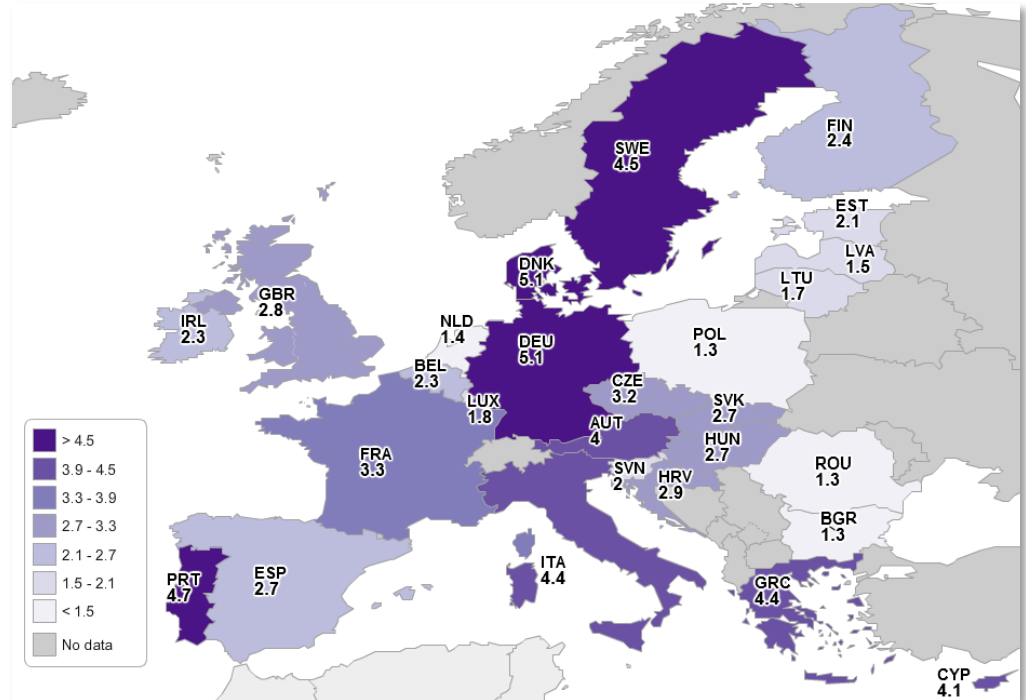 FIN
2.4
SWE
4.5
EST
2.1
LVA
1.5
LTU
1.7
DNK
5.1
GBR
2.8
IRL
2.3
NLD
1.4
DEU
5.1
POL
1.3
BEL
2.3
CZE
3.2
LUX
1.8
SVK
2.7
AUT
4
HUN
2.7
FRA
3.3
SVN
2
HRV
2.9
ROU
1.3
BGR
1.3
ITA
4.4
PRT
4.7
ESP
2.7
GRC
4.4
CYP
4.1
> 4.5
3.9 - 4.5
3.3 - 3.9
2.7 - 3.3
2.1 - 2.7
1.5 - 2.1
< 1.5
No data